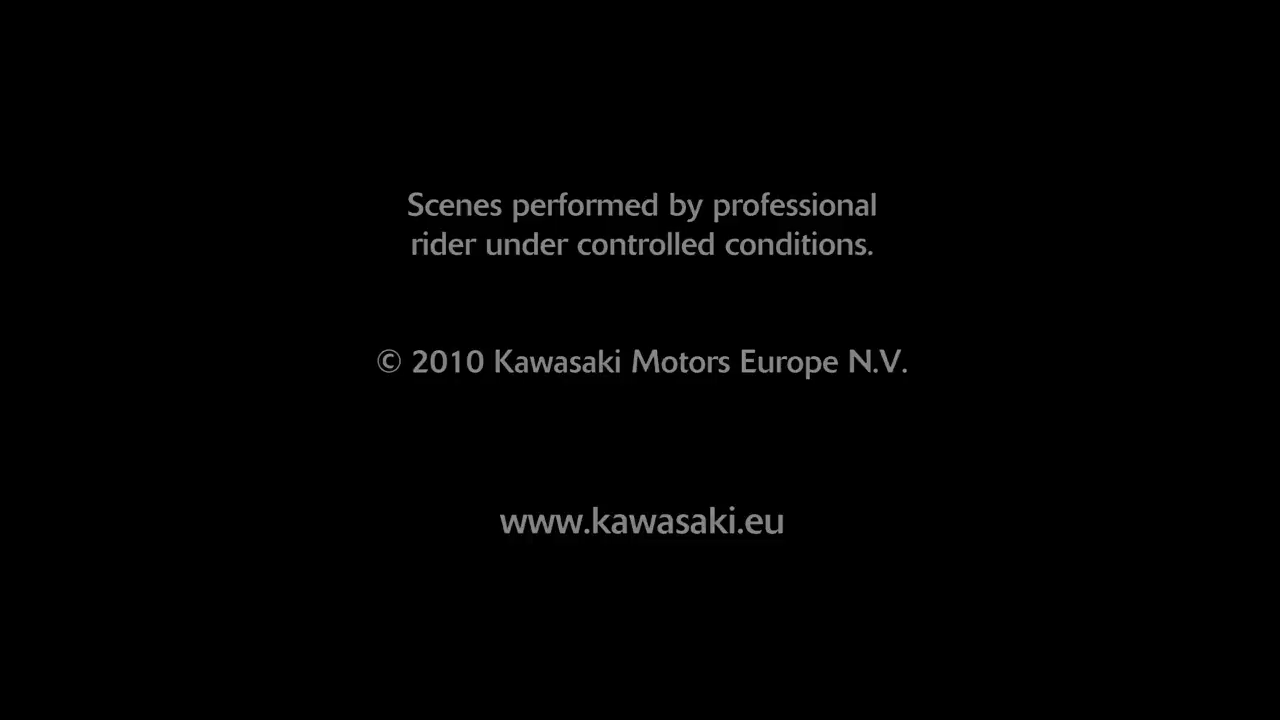 Scenes performed by professional
rider under controlled conditions.
© 2010 Kawasaki Motors Europe N.V.
www.kawasaki.eu